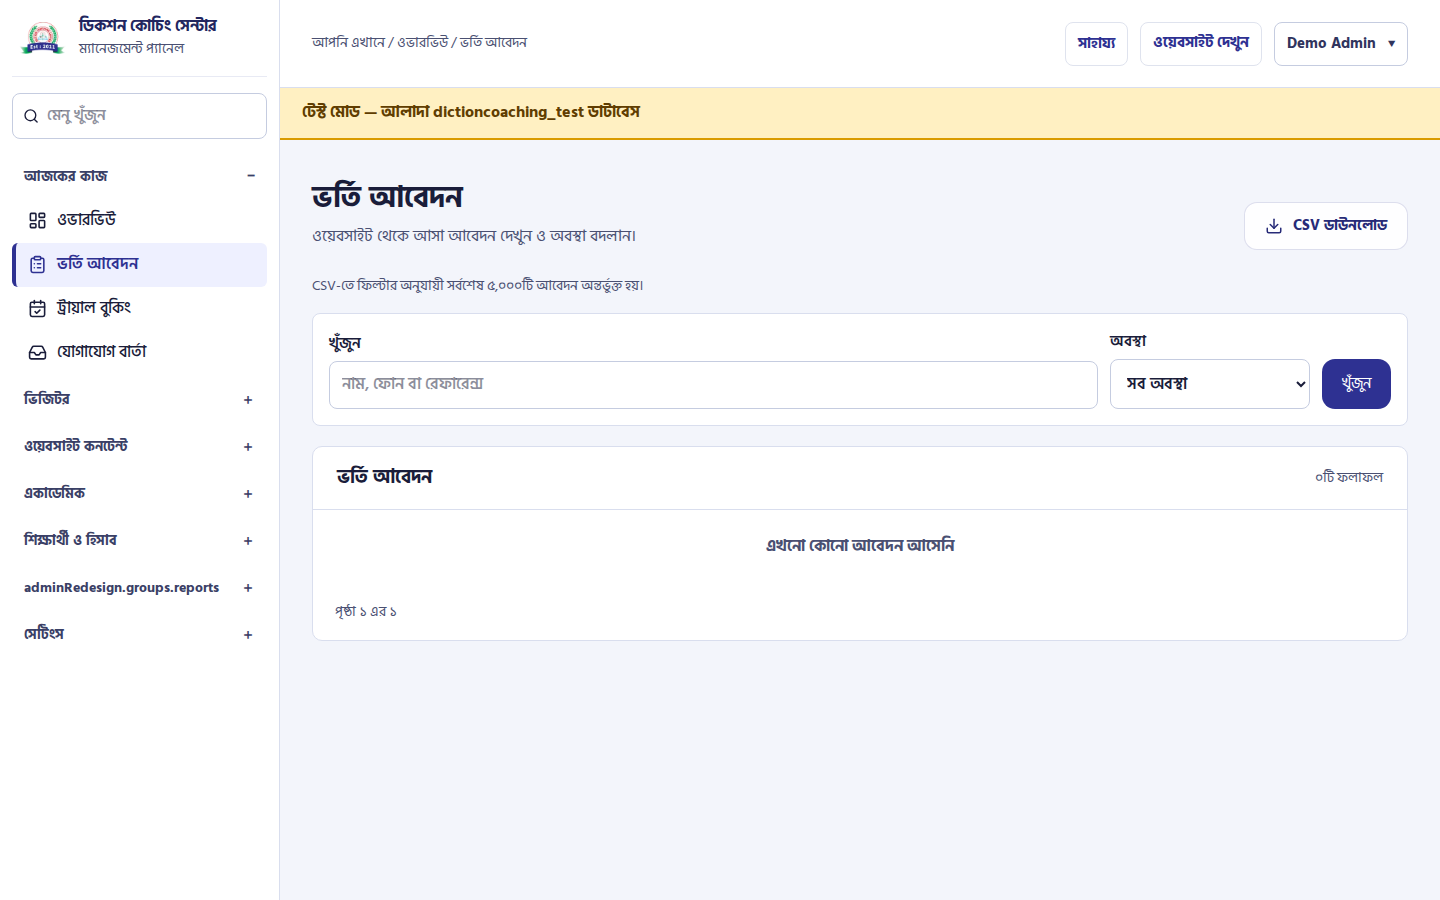 ডিকশন কোচিং সেন্টার
ম্যানেজমেন্ট প্যানেল
Est : 2011
মেনু খুঁজুন
আজকের কাজ −
ওভারভিউ
ভর্তি আবেদন
ট্রায়াল বুকিং
যোগাযোগ বার্তা
ভিজিটর +
ওয়েবসাইট কনটেন্ট +
একাডেমিক +
শিক্ষার্থী ও হিসাব +
adminRedesign.groups.reports +
সেটিংস +
আপনি এখানে / ওভারভিউ / ভর্তি আবেদন
সাহায্য
ওয়েবসাইট দেখুন
Demo Admin ▾
টেস্ট মোড — আলাদা dictioncoaching_test ডাটাবেস
ভর্তি আবেদন
ওয়েবসাইট থেকে আসা আবেদন দেখুন ও অবস্থা বদলান।
CSV ডাউনলোড
CSV-তে ফিল্টার অনুযায়ী সর্বশেষ ৫,০০০টি আবেদন অন্তর্ভুক্ত হয়।
খুঁজুন
নাম, ফোন বা রেফারেন্স
অবস্থা
সব অবস্থা
খুঁজুন
ভর্তি আবেদন
০টি ফলাফল
এখনো কোনো আবেদন আসেনি
পৃষ্ঠা ১ এর ১